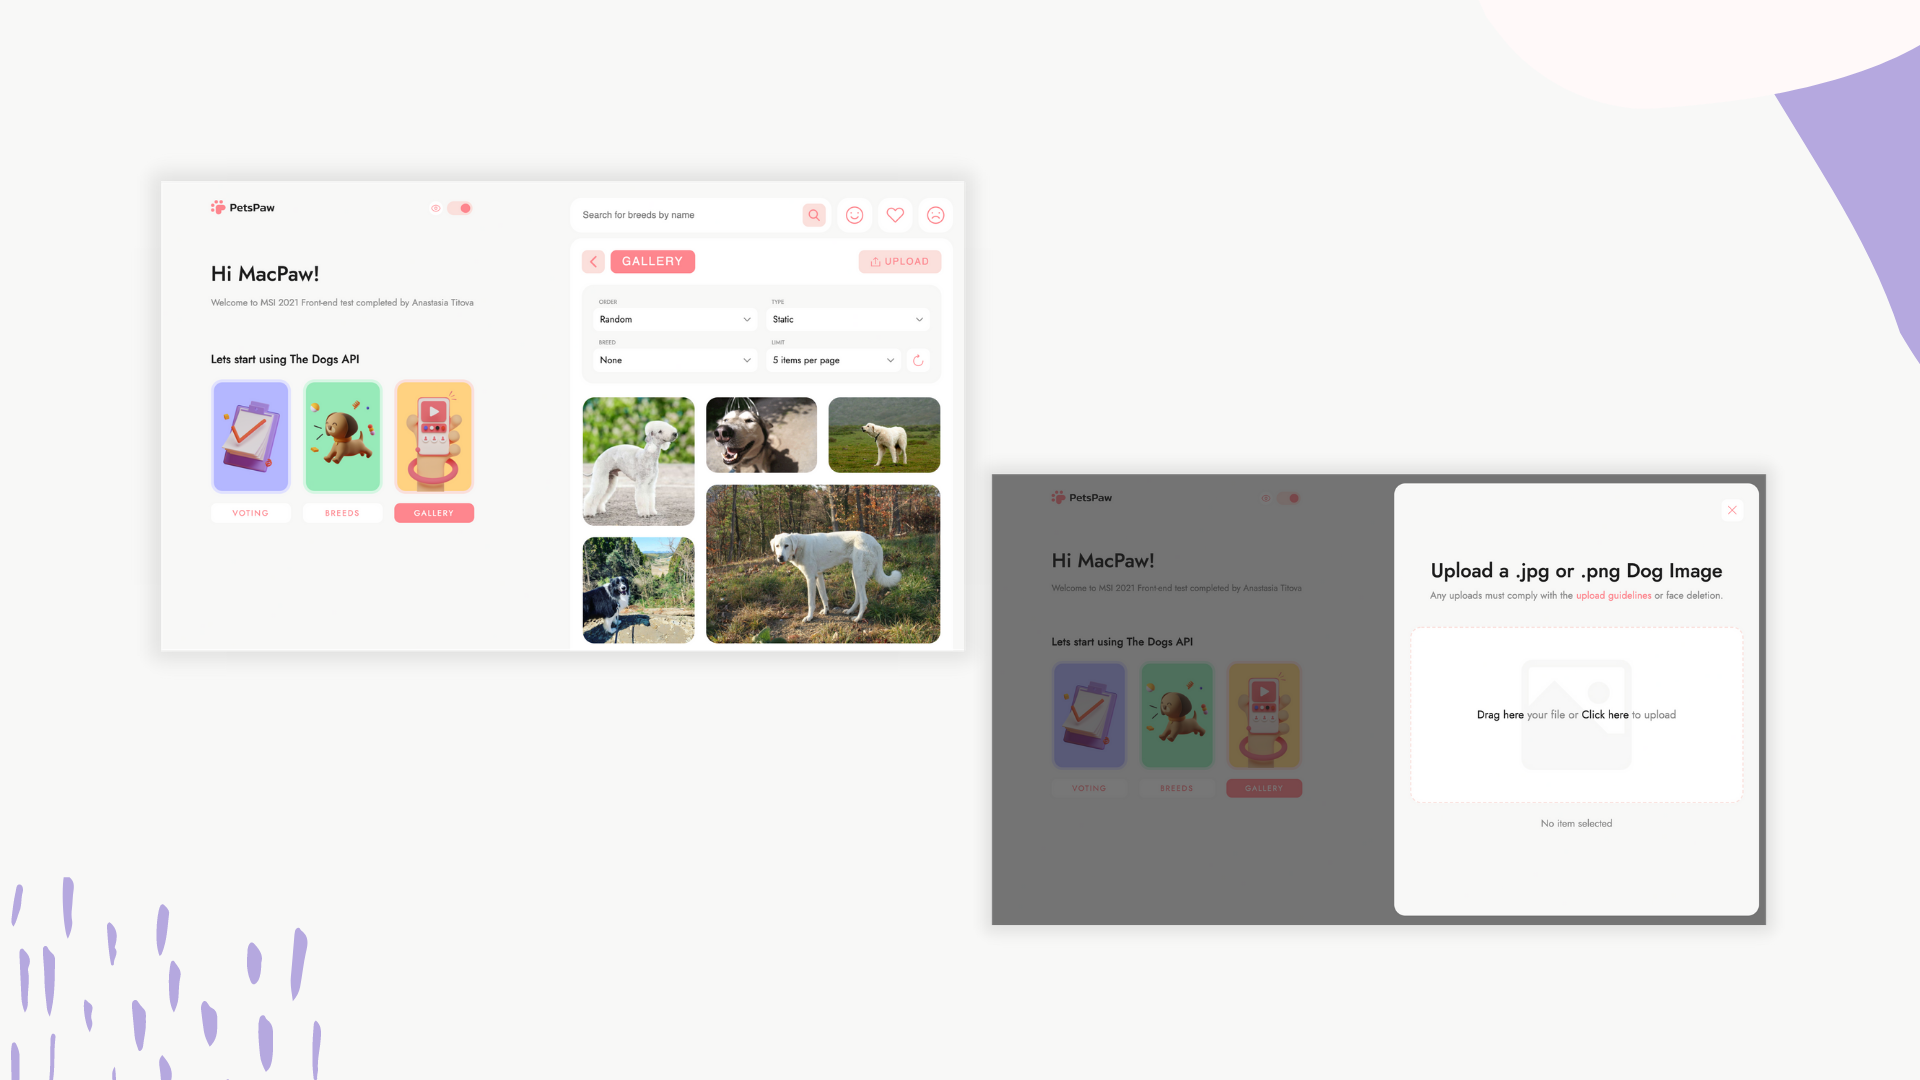 PetsPaw
Hi MacPaw!
Welcome to MSI 2021 Front-end test completed by Anastasia Titova
Lets start using The Dogs API
VOTING
BREEDS
GALLERY
Search for breeds by name
GALLERY
UPLOAD
ORDER
TYPE
Random
Static
BREED
LIMIT
None
5 items per page
PetsPaw
Hi MacPaw!
Welcome to MSI 2021 Front-end test completed by Anastasia Titova
Lets start using The Dogs API
VOTING
BREEDS
GALLERY
Upload a .jpg or .png Dog Image
Any uploads must comply with the upload guidelines or face deletion.
Drag here your file or Click here to upload
No item selected